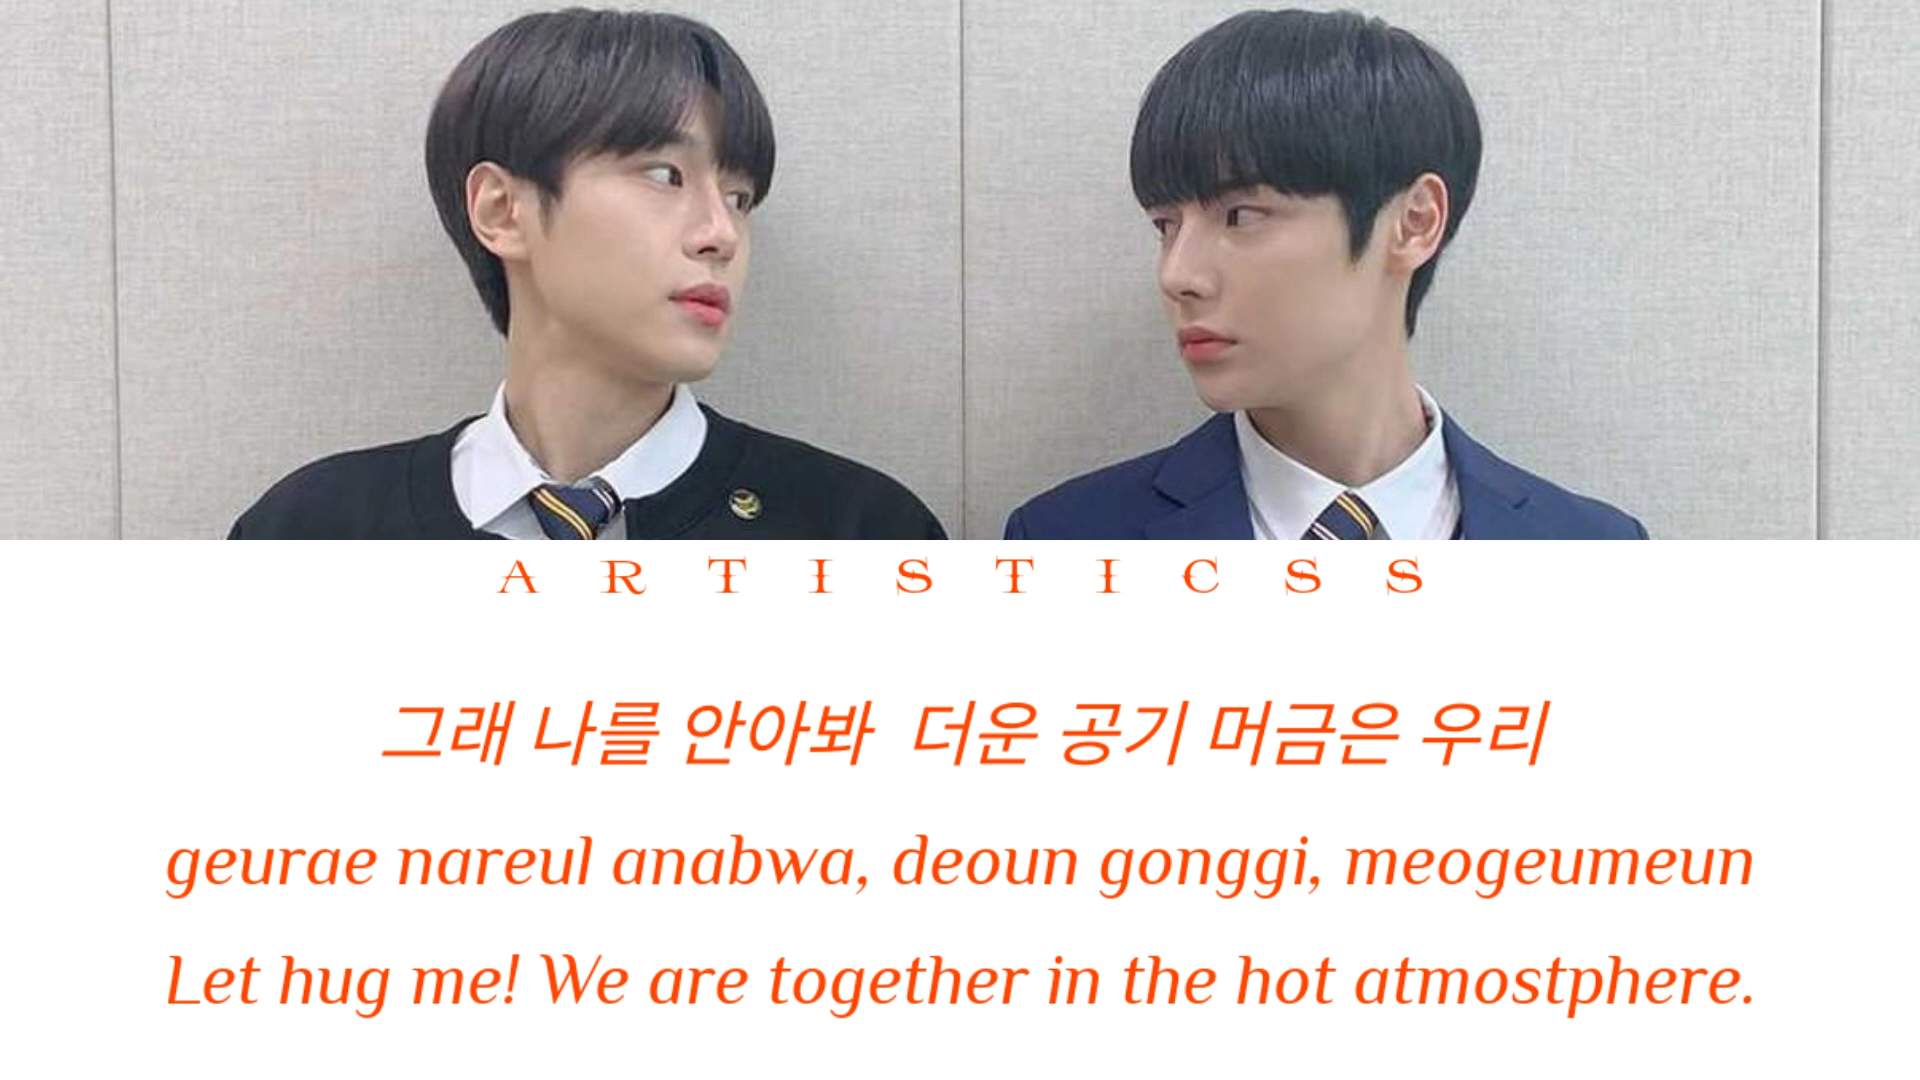 A R T I S T I C S S
그래 나를 안아봐 더운 공기 머금은 우리
geurae nareul anabwa, deoun gonggi, meogeumeun
Let hug me! We are together in the hot atmostphere.